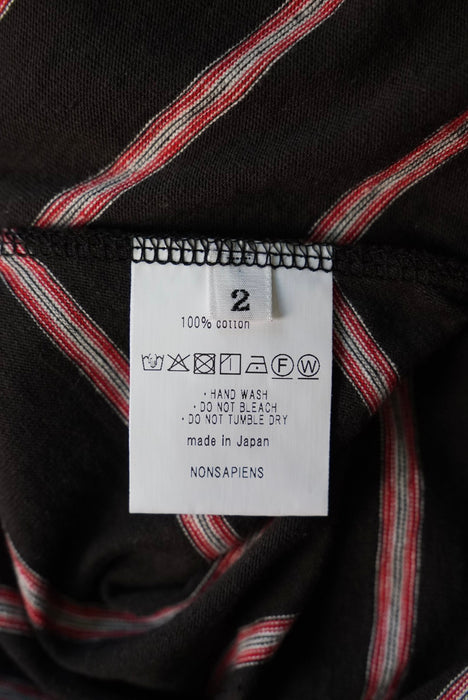 2
100% cotton
F W
· HAND WASH
· DO NOT BLEACH
· DO NOT TUMBLE DRY
made in Japan
NONSAPIENS